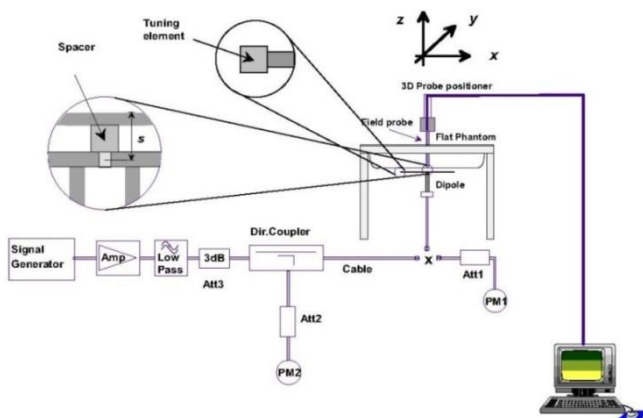 Tuning
element
Spacer
s
z
y
x
3D Probe positioner
Field probe
Flat Phantom
Dipole
Signal
Generator
Amp
Low
Pass
3dB
Att3
Dir.Coupler
Cable
x
Att1
PM1
Att2
PM2